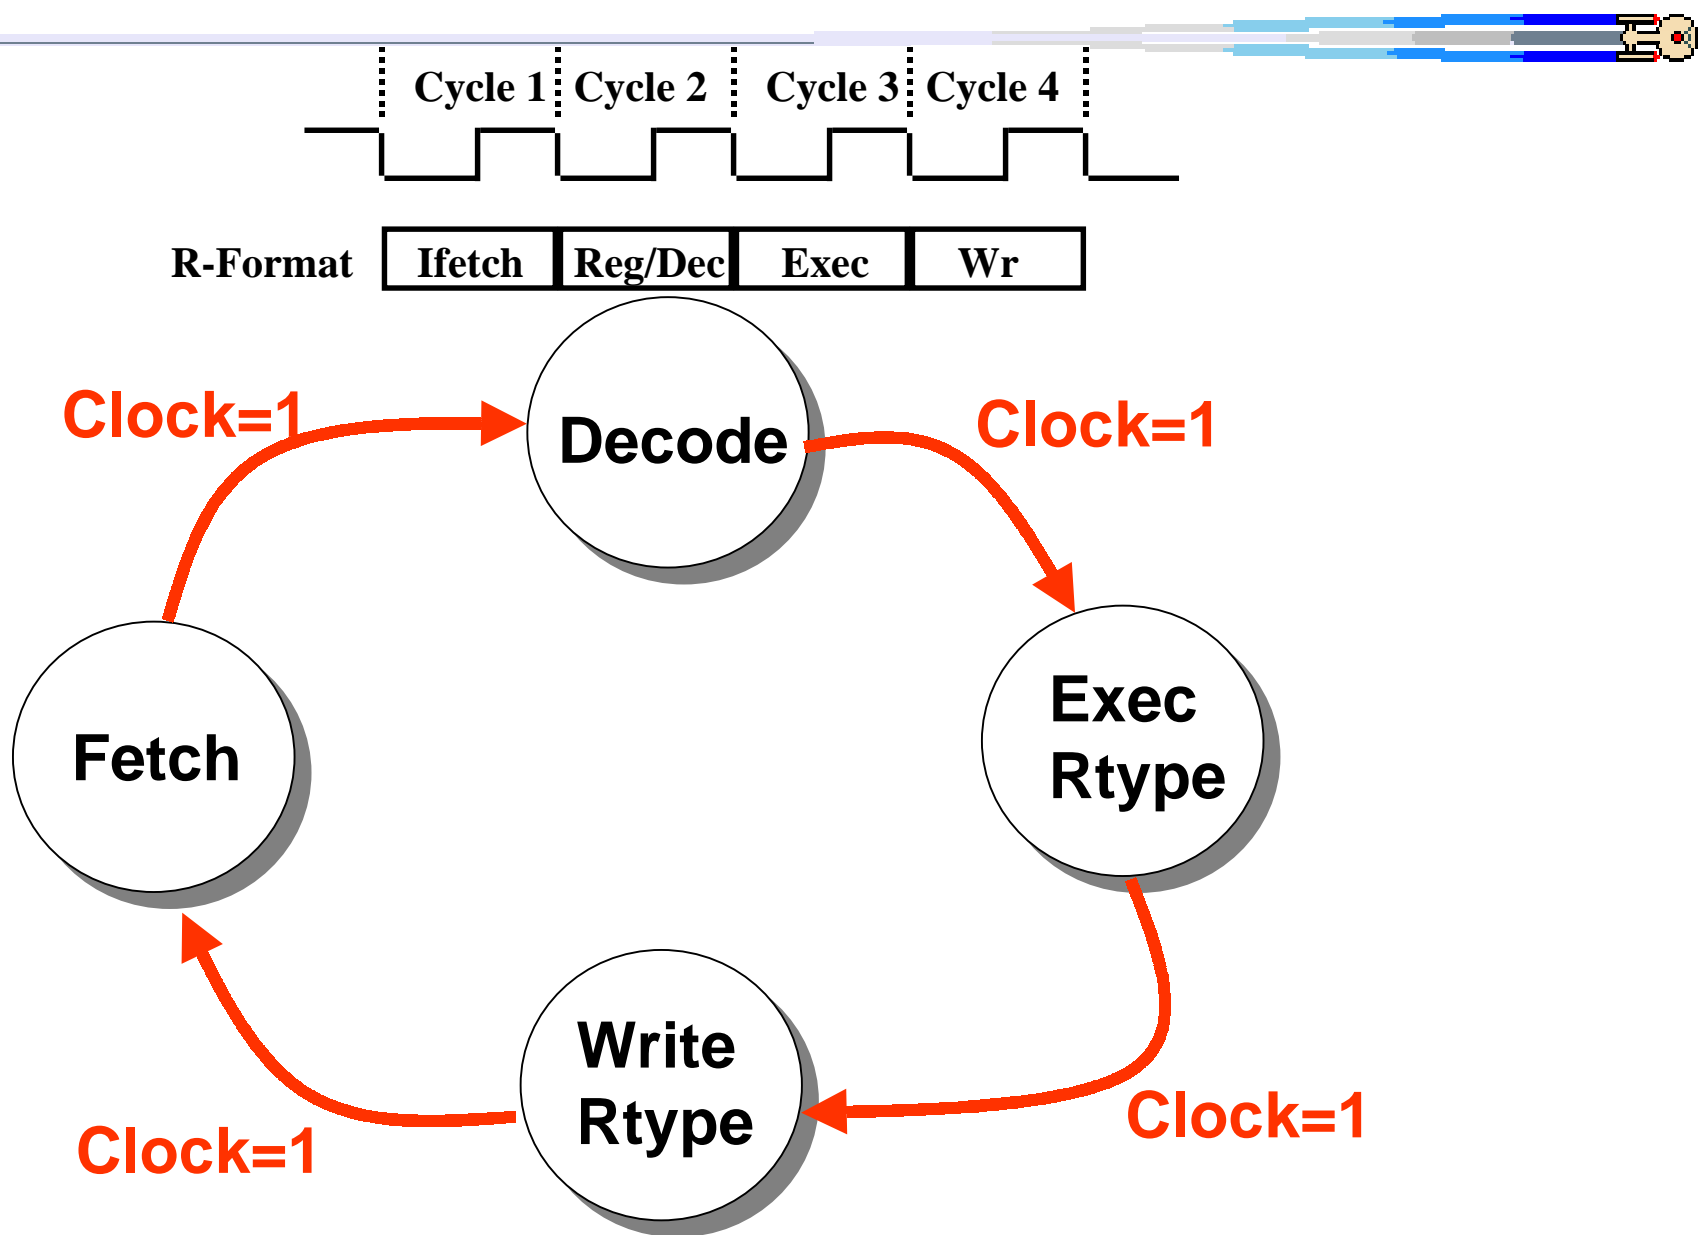 Cycle 1 Cycle 2 Cycle 3 Cycle 4
R-Format Ifetch Reg/Dec Exec Wr
Clock=1
Clock=1
Decode
Exec
Rtype
Fetch
Write
Rtype
Clock=1
Clock=1